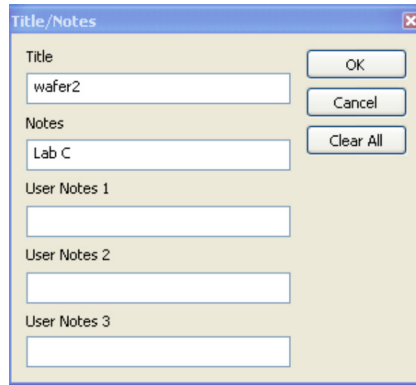 Title/Notes
Title
wafer2
Notes
Lab C
User Notes 1
User Notes 2
User Notes 3
OK
Cancel
Clear All